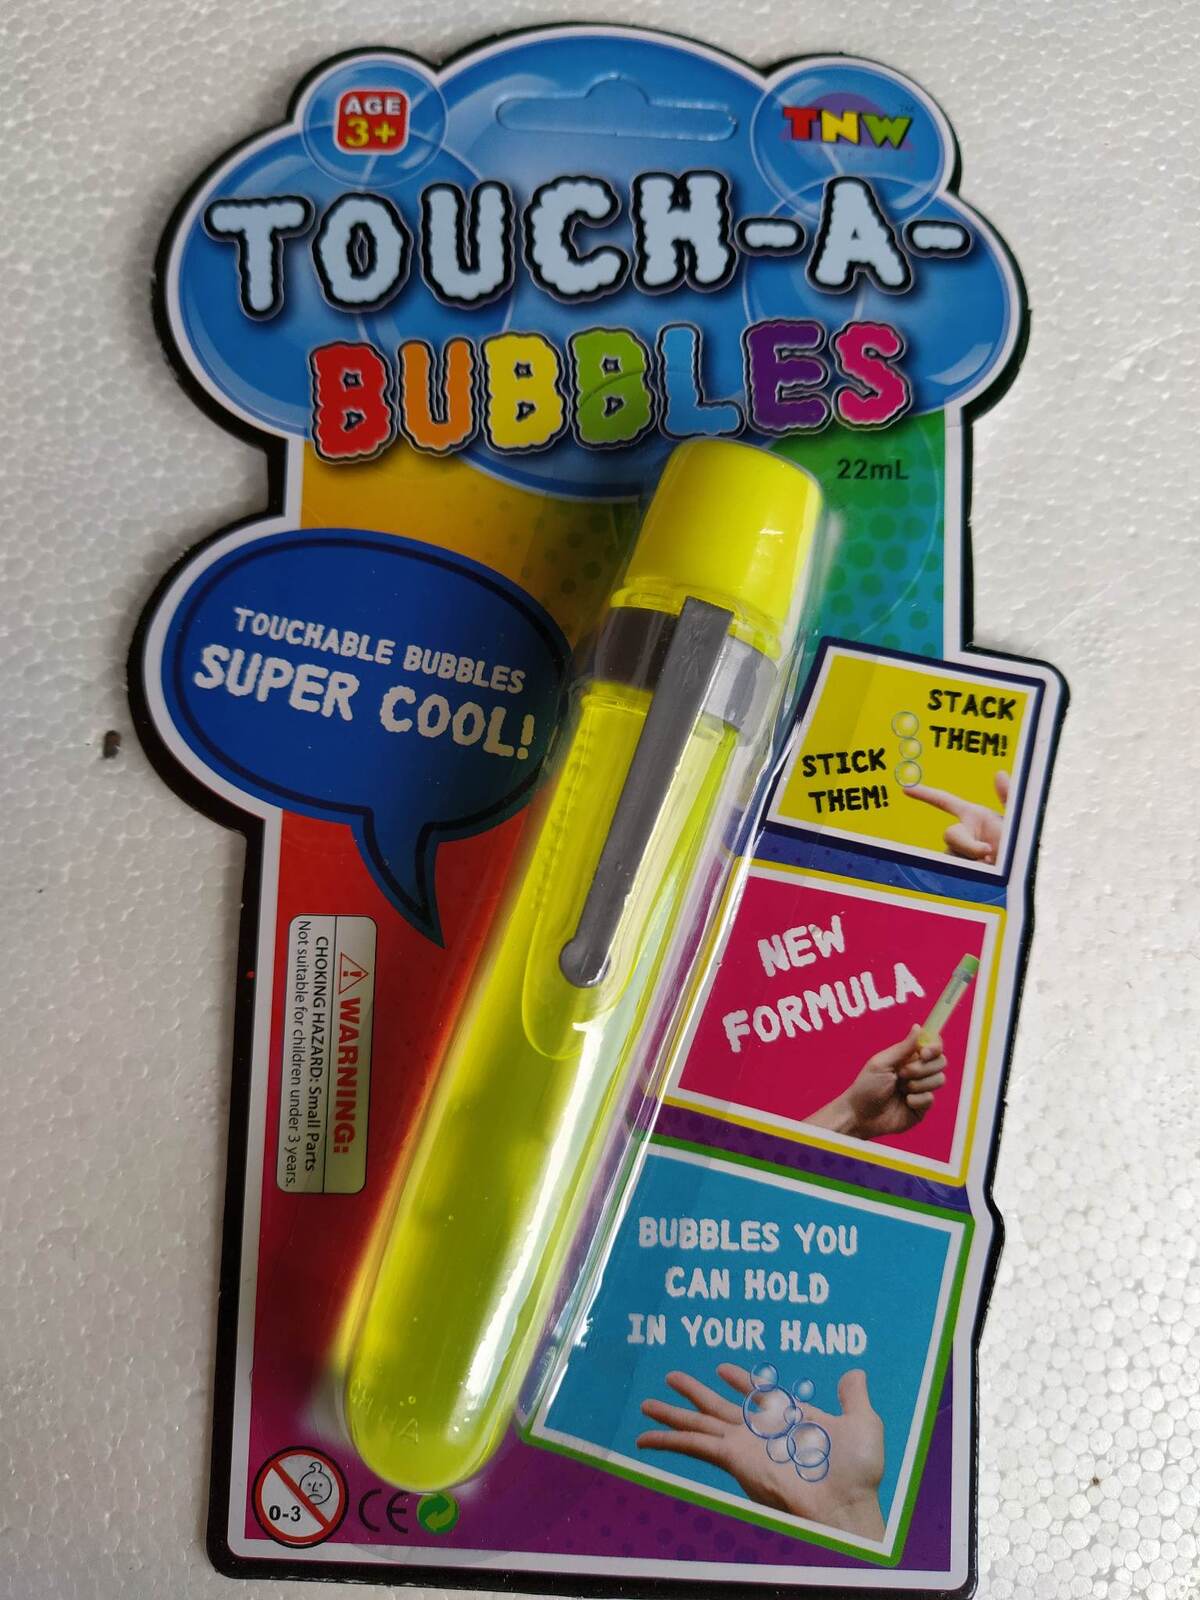 AGE
3+
TNW™
TOUCH-A-
BUBBLES
22mL
TOUCHABLE BUBBLES
SUPER COOL!
STACK
THEM!
STICK
THEM!
NEW
FORMULA
WARNING:
CHOKING HAZARD: Small Parts
Not suitable for children under 3 years.
BUBBLES YOU
CAN HOLD
IN YOUR HAND
0-3
CE